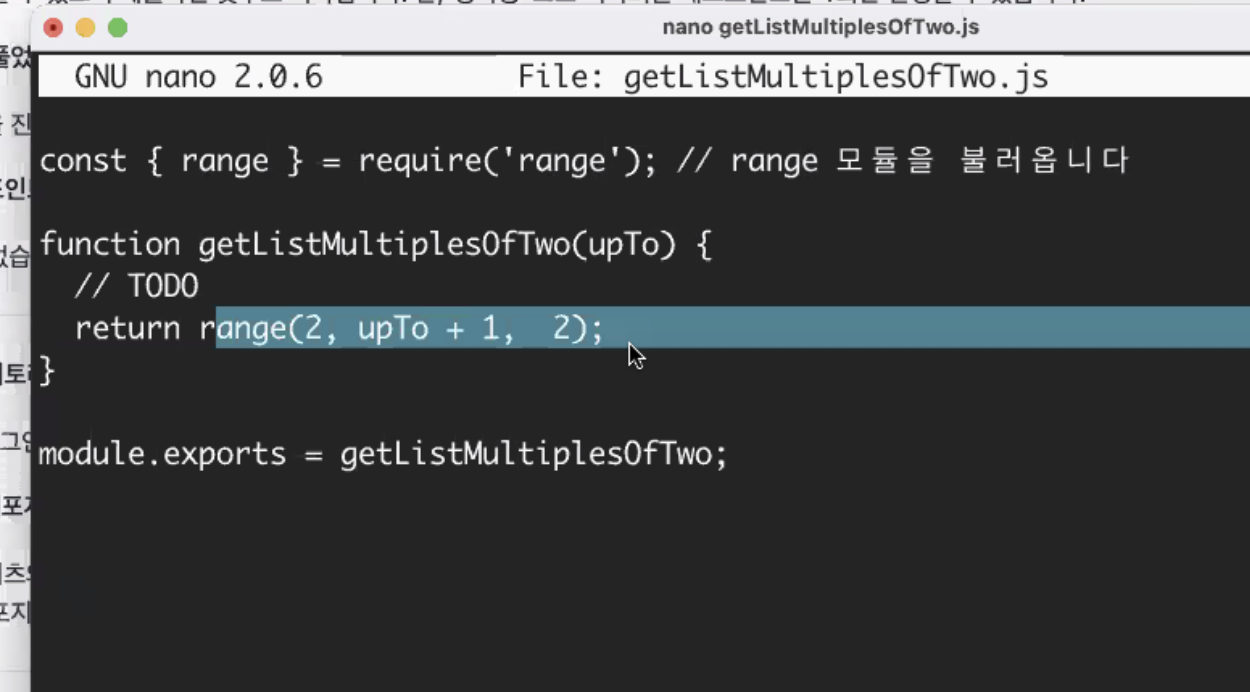 nano getListMultiplesOfTwo.js
GNU nano 2.0.6 File: getListMultiplesOfTwo.js
const { range } = require('range'); // range 모듈을 불러옵니다
function getListMultiplesOfTwo(upTo) {
// TODO
return range(2, upTo + 1,  2);
}
module.exports = getListMultiplesOfTwo;